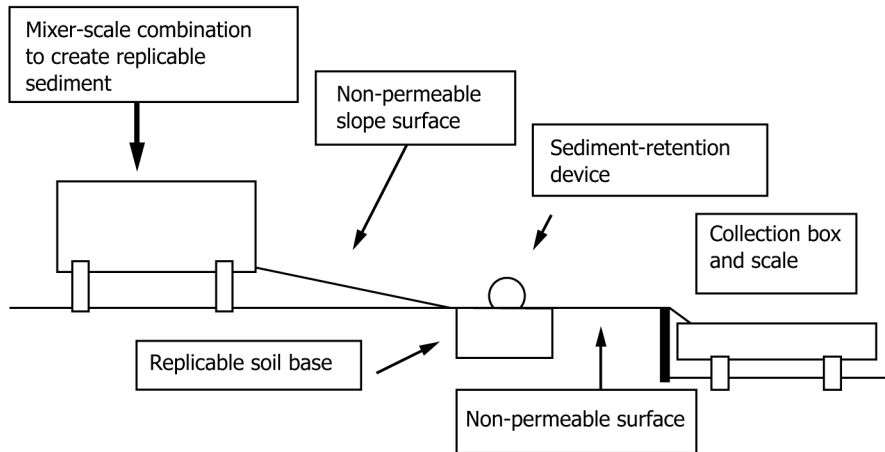 Mixer-scale combination
to create replicable
sediment
Non-permeable
slope surface
Sediment-retention
device
Collection box
and scale
Replicable soil base
Non-permeable surface